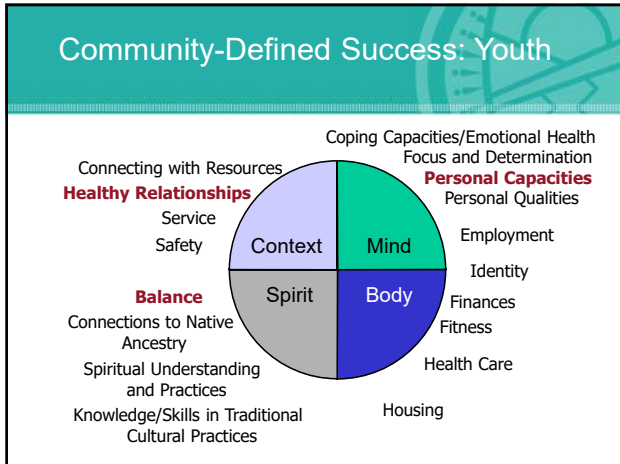 Community-Defined Success: Youth
Coping Capacities/Emotional Health
Focus and Determination
Personal Capacities
Personal Qualities
Employment
Identity
Connecting with Resources
Healthy Relationships
Service
Safety
Context
Mind
Spirit
Body
Balance
Connections to Native
Ancestry
Spiritual Understanding
and Practices
Knowledge/Skills in Traditional
Cultural Practices
Finances
Fitness
Health Care
Housing